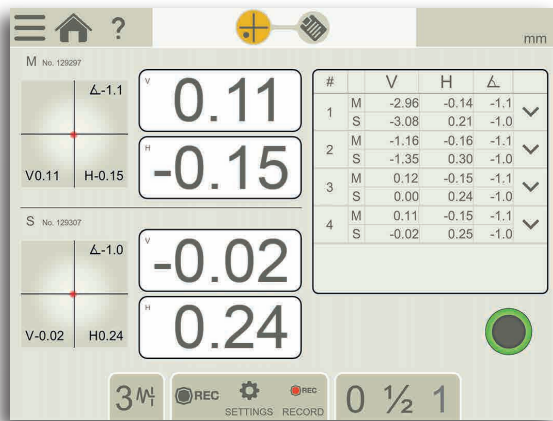 ?
mm
M No. 129297
∡-1.1
V0.11 H-0.15
V
0.11
H
-0.15
S No. 129307
∡-1.0
V-0.02 H0.24
V
-0.02
H
0.24
# V H ∡
1 M -2.96 -0.14 -1.1
S -3.08 0.21 -1.0
2 M -1.16 -0.16 -1.1
S -1.35 0.30 -1.0
3 M 0.12 -0.15 -1.1
S 0.00 0.24 -1.0
4 M 0.11 -0.15 -1.1
S -0.02 0.25 -1.0
3
REC
SETTINGS
REC
RECORD
0 ½ 1